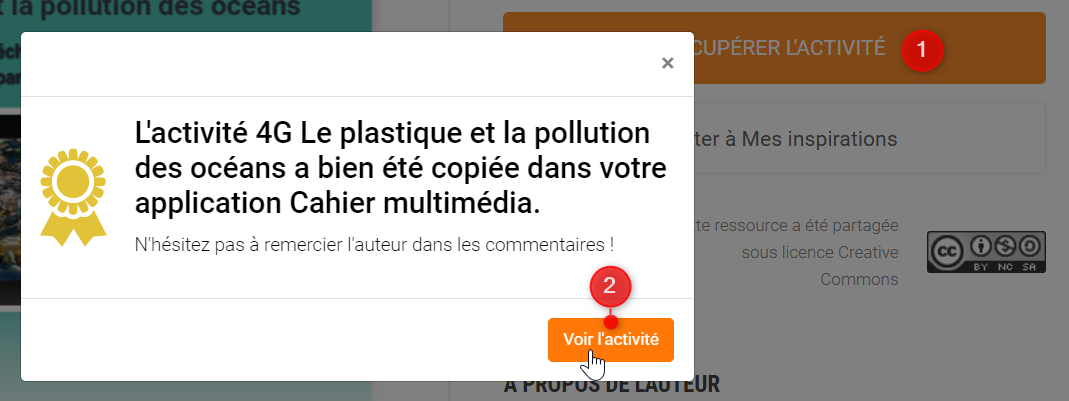 t la pollution des océans
CUPÉRER L'ACTIVITÉ
1
×
L'activité 4G Le plastique et la pollution
des océans a bien été copiée dans votre
application Cahier multimédia.
N'hésitez pas à remercier l'auteur dans les commentaires !
2
Voir l'activité
ter à Mes inspirations
tte ressource a été partagée
sous licence Creative
Commons
cc
BY NC SA
À PROPOS DE L'AUTEUR